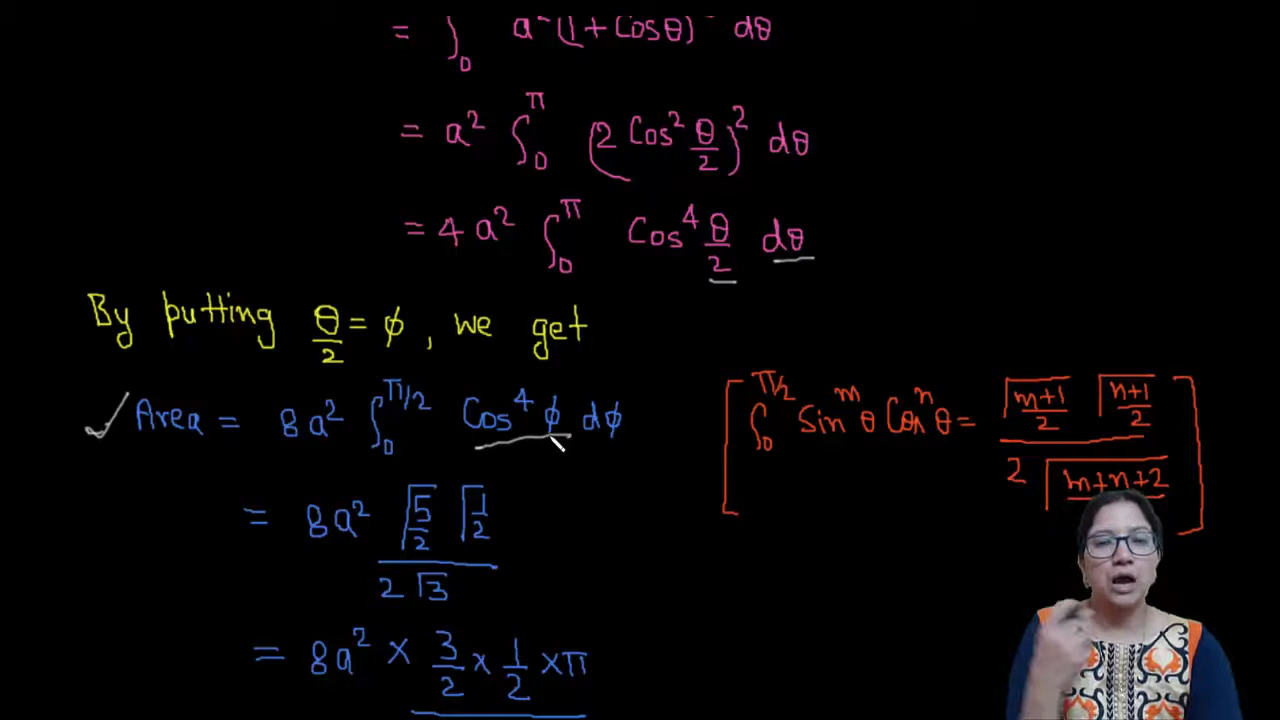 = ∫₀ a²(1 + Cosθ)² dθ
= a² ∫₀^π (2 Cos² θ/2)² dθ
= 4 a² ∫₀^π Cos⁴ θ/2 dθ
By putting θ/2 = ϕ, we get
Area = 8a² ∫₀^π/2 Cos⁴ ϕ dϕ
[ ∫₀^π/2 Sin^m θ Cos^n θ = Γ(m+1)/2 Γ(n+1)/2 / 2 Γ(m+n+2) ]
= 8a² Γ5/2 Γ1/2 / 2 Γ3
= 8a² × 3/2 × 1/2 × π